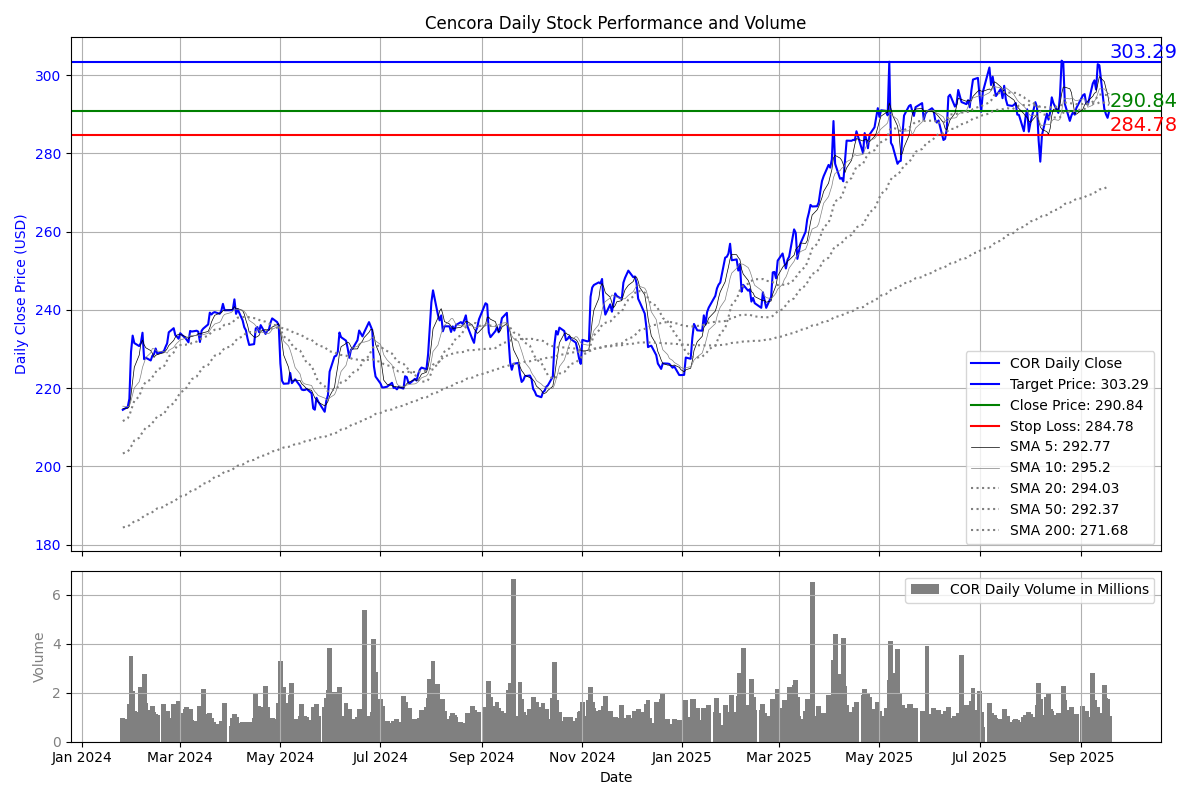 Cencora Daily Stock Performance and Volume
Daily Close Price (USD)
300
280
260
240
220
200
180
303.29
290.84
284.78
COR Daily Close
Target Price: 303.29
Close Price: 290.84
Stop Loss: 284.78
SMA 5: 292.77
SMA 10: 295.2
SMA 20: 294.03
SMA 50: 292.37
SMA 200: 271.68
Volume
6
4
2
0
COR Daily Volume in Millions
Jan 2024
Mar 2024
May 2024
Jul 2024
Sep 2024
Nov 2024
Jan 2025
Mar 2025
May 2025
Jul 2025
Sep 2025
Date